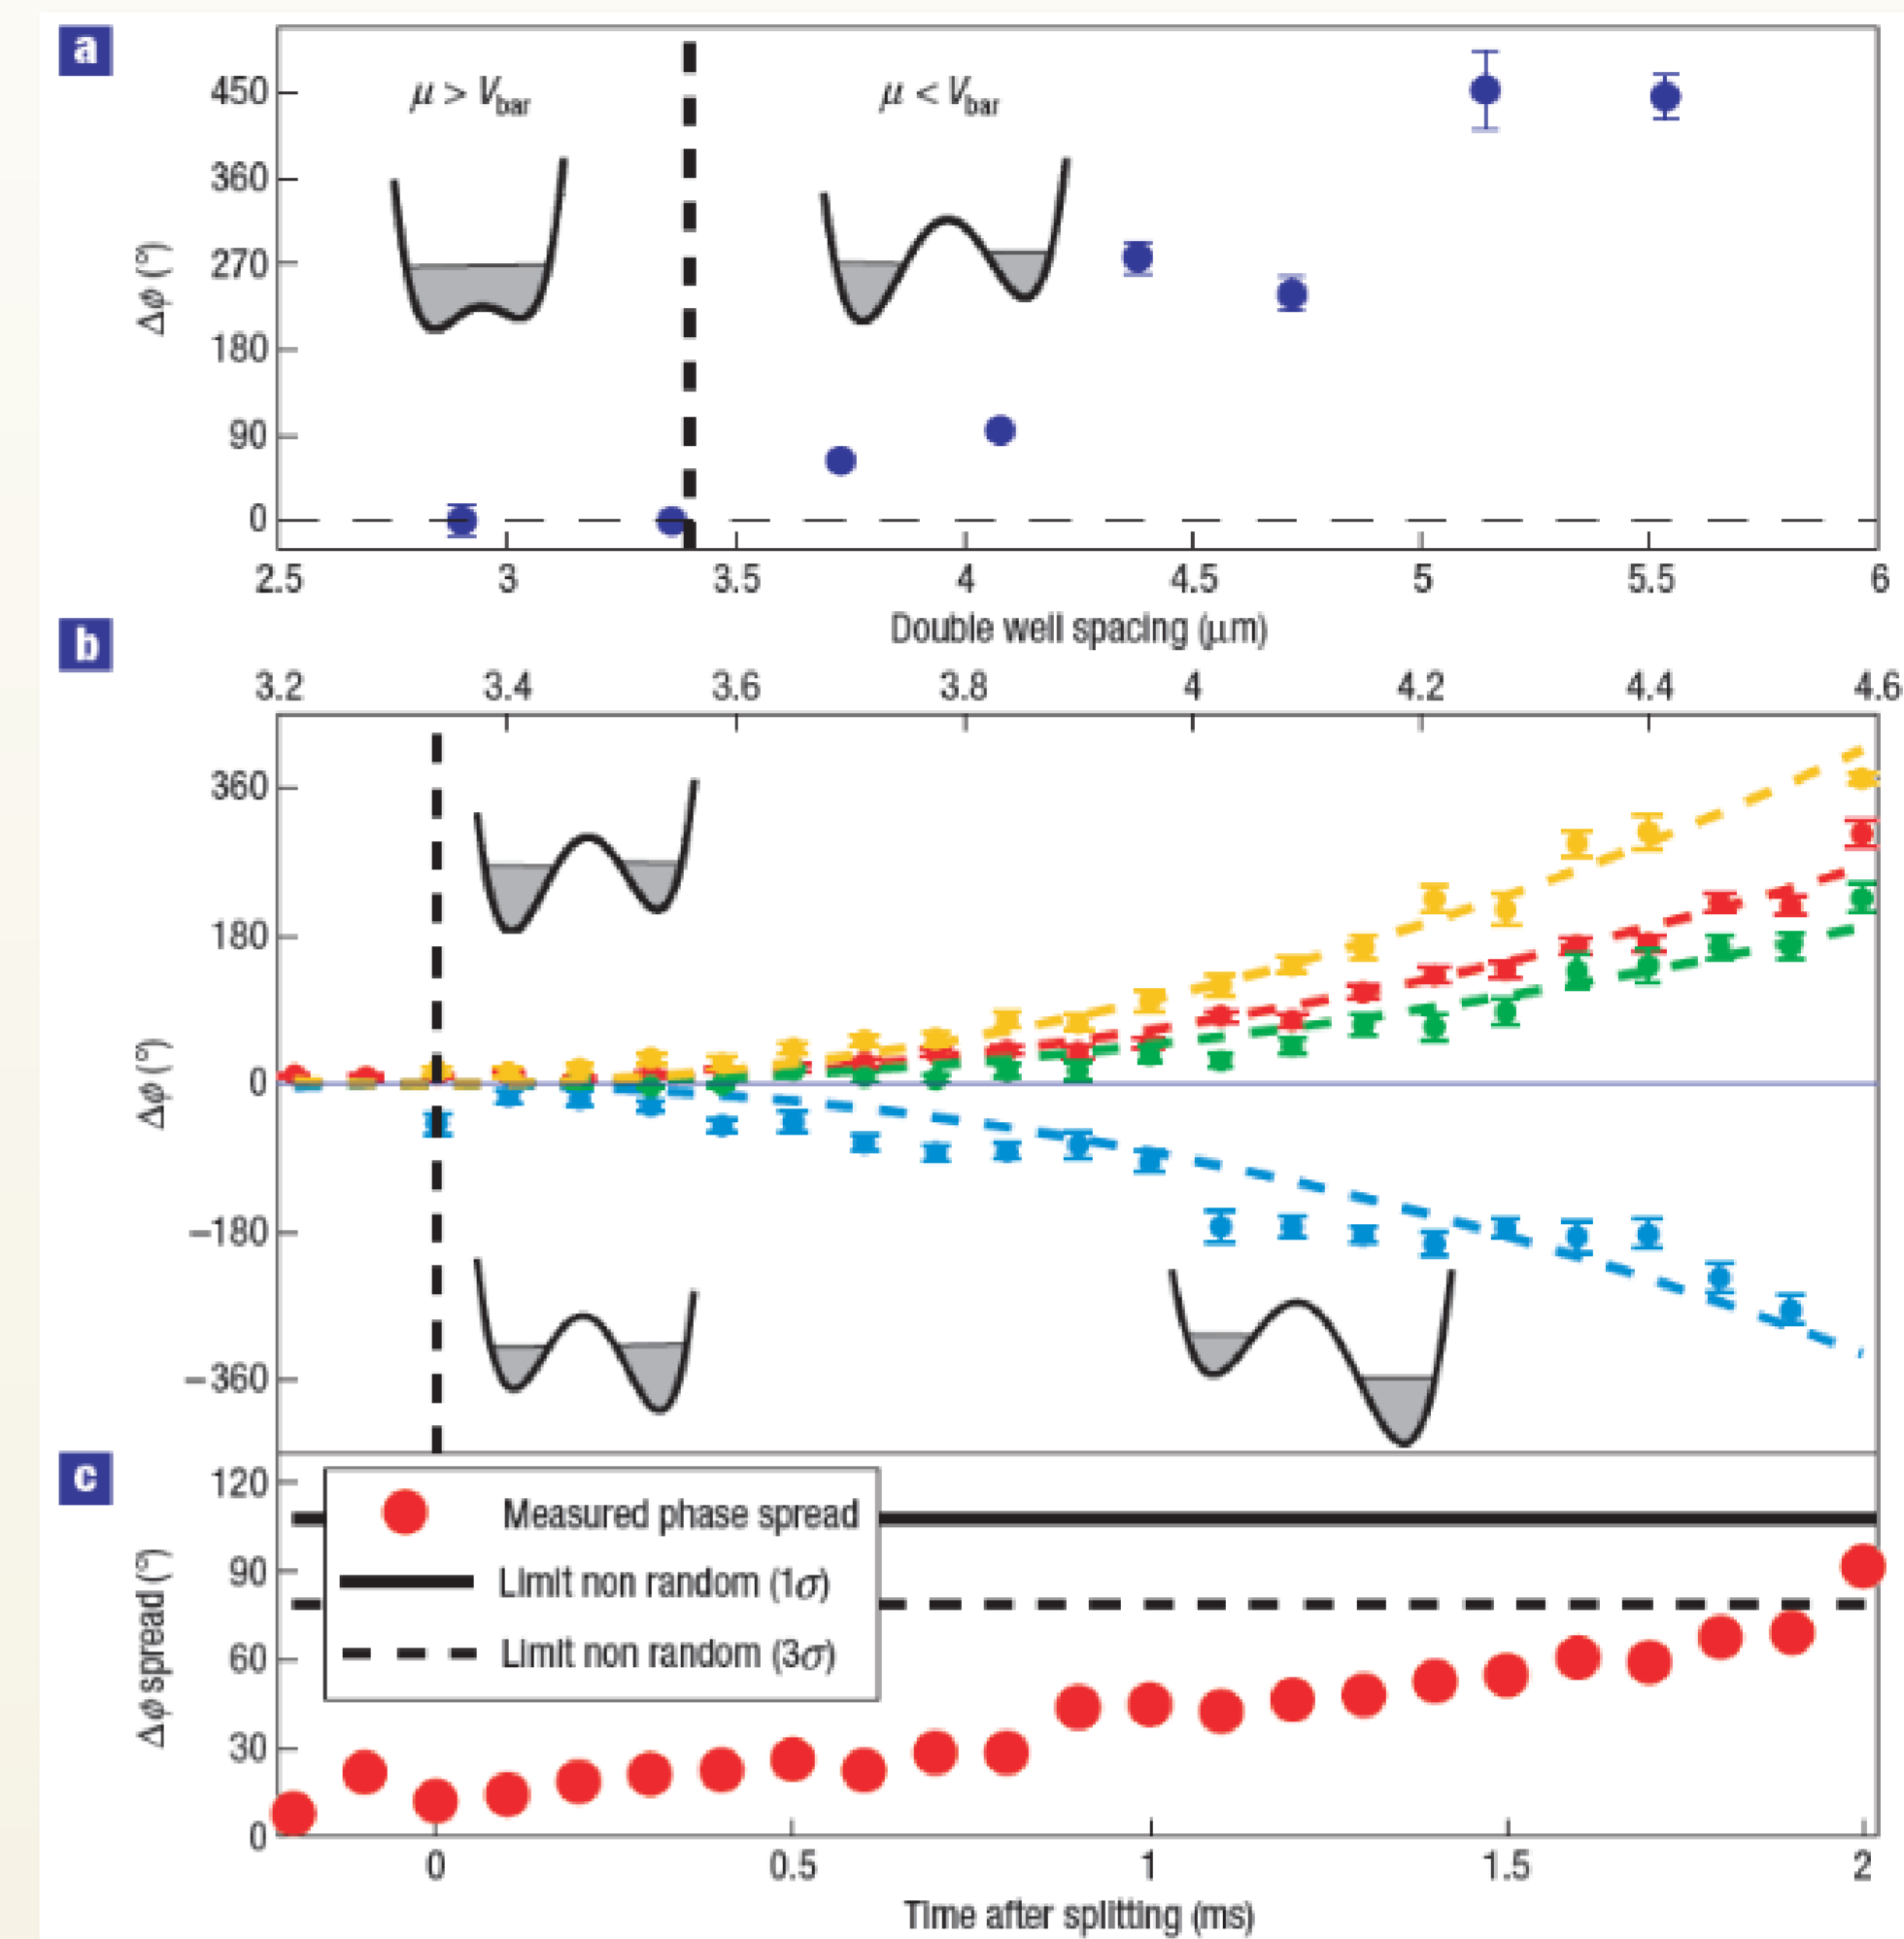 a
μ > Vbar
μ < Vbar
450
360
270
180
90
0
Δϕ (°)
2.5 3 3.5 4 4.5 5 5.5 6
Double well spacing (μm)
b
3.2 3.4 3.6 3.8 4 4.2 4.4 4.6
360
180
0
−180
−360
Δϕ (°)
c
120
90
60
30
0
Δϕ spread (°)
Measured phase spread
Limit non random (1σ)
Limit non random (3σ)
0 0.5 1 1.5 2
Time after splitting (ms)